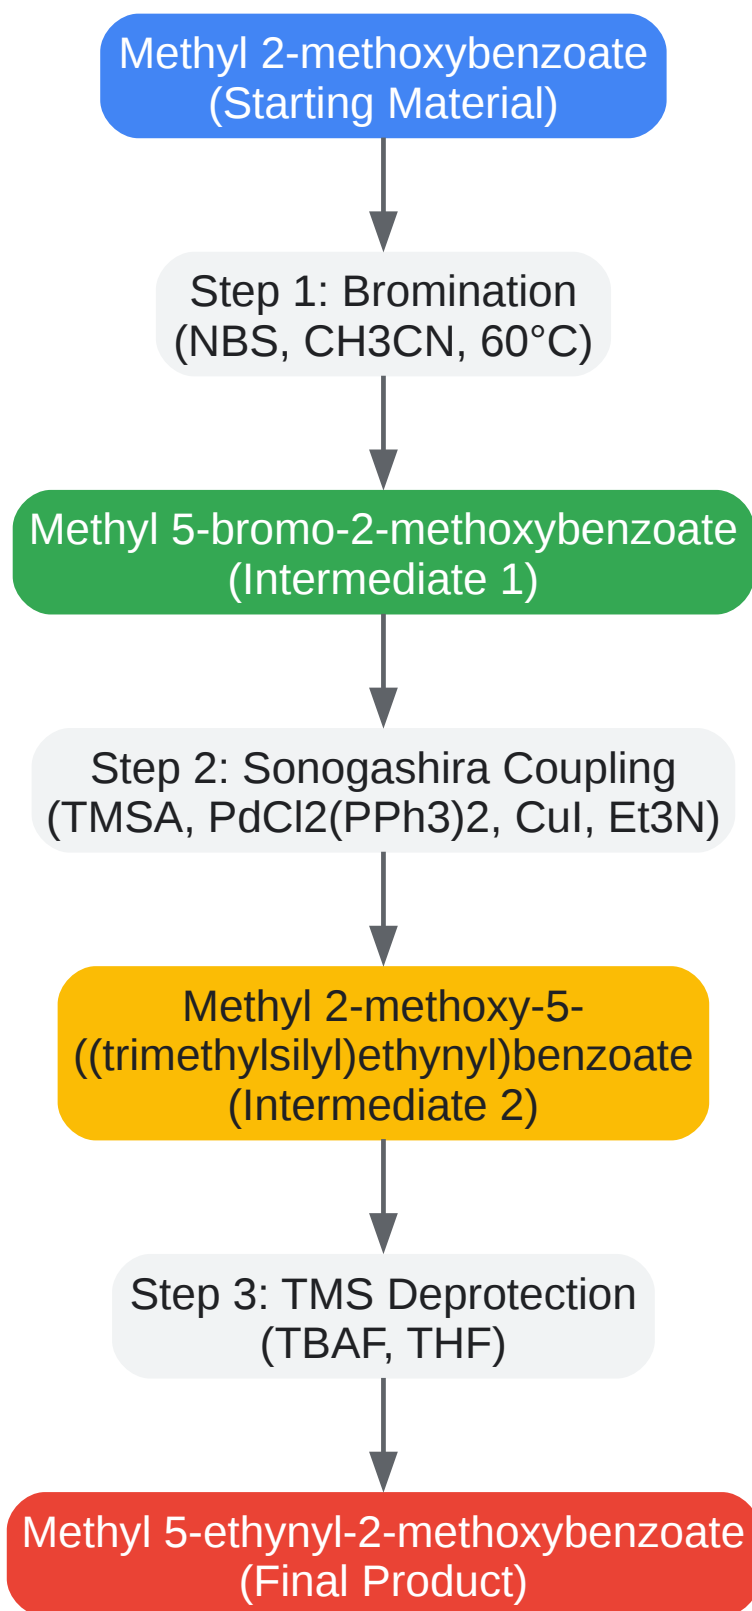 Methyl 2-methoxybenzoate
(Starting Material)
Step 1: Bromination
(NBS, CH3CN, 60°C)
Methyl 5-bromo-2-methoxybenzoate
(Intermediate 1)
Step 2: Sonogashira Coupling
(TMSA, PdCl2(PPh3)2, CuI, Et3N)
Methyl 2-methoxy-5-
((trimethylsilyl)ethynyl)benzoate
(Intermediate 2)
Step 3: TMS Deprotection
(TBAF, THF)
Methyl 5-ethynyl-2-methoxybenzoate
(Final Product)